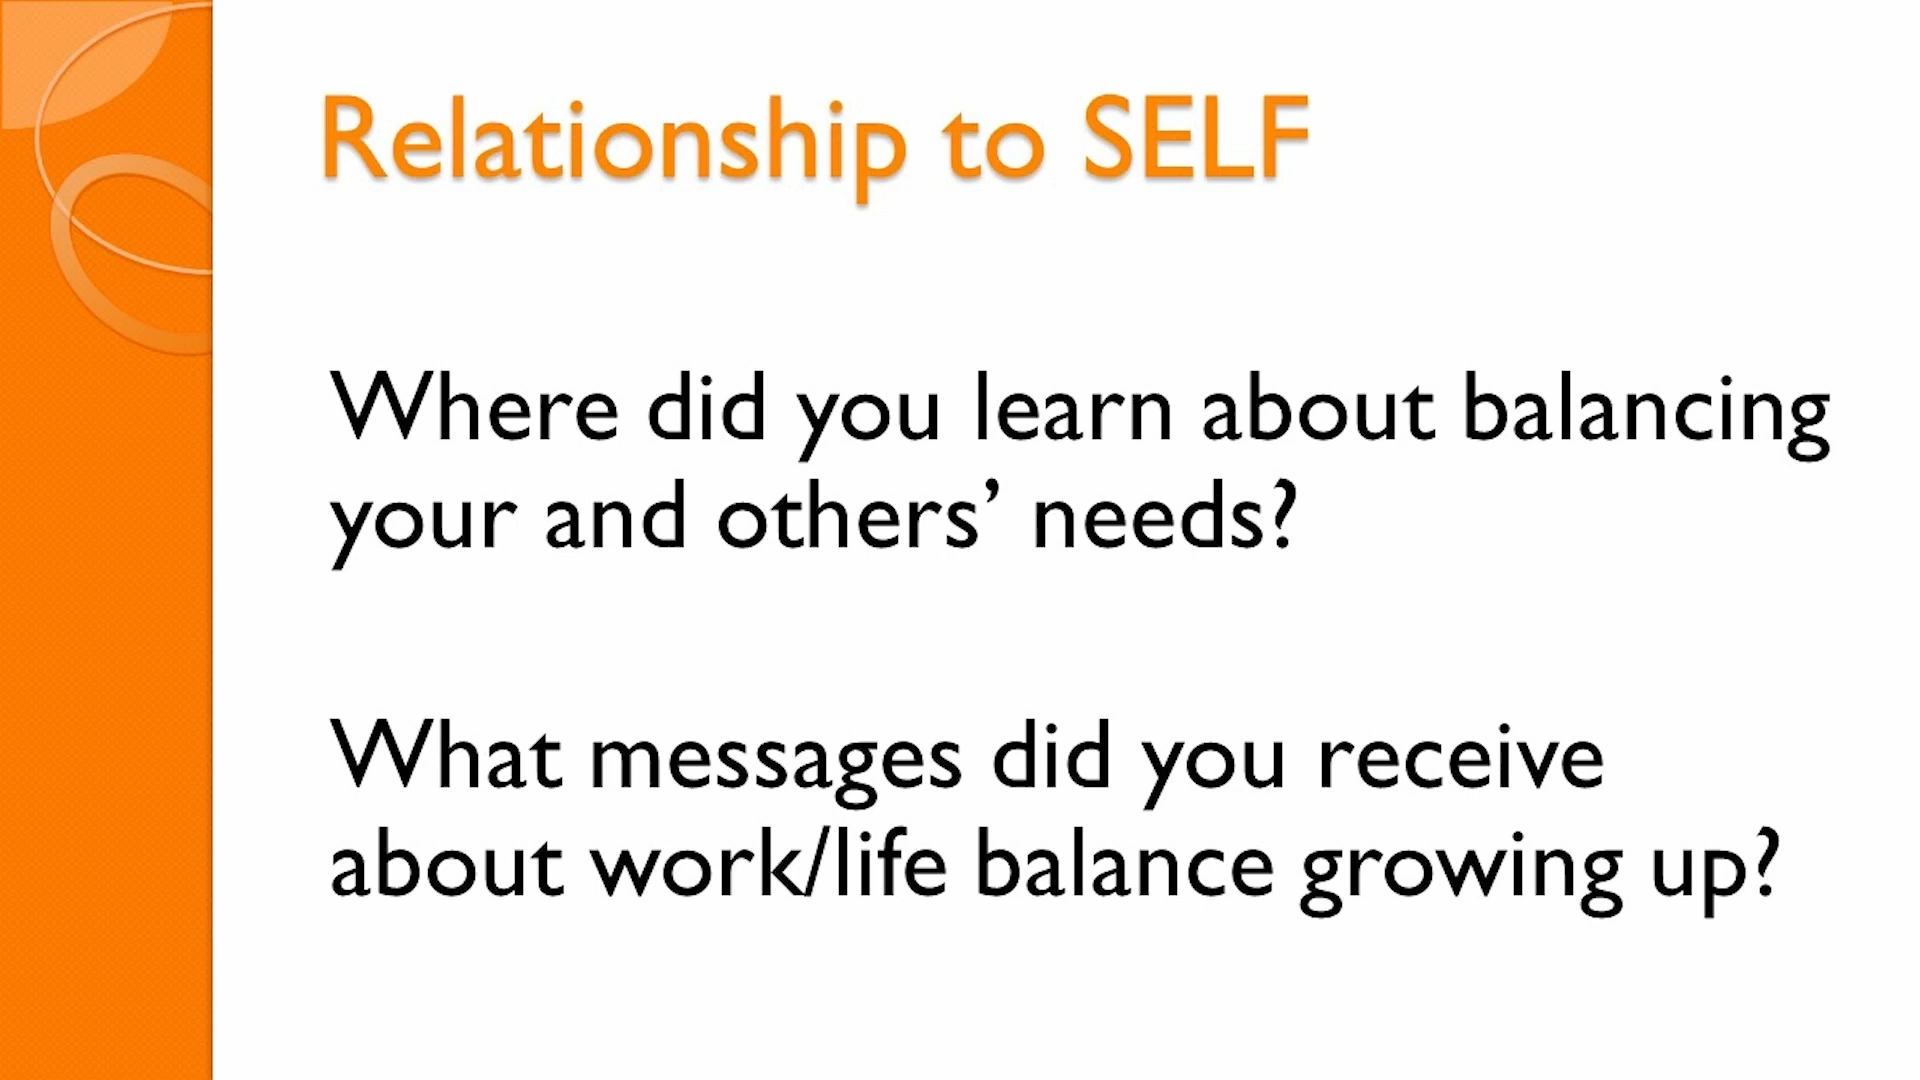 Relationship to SELF
Where did you learn about balancing
your and others’ needs?
What messages did you receive
about work/life balance growing up?